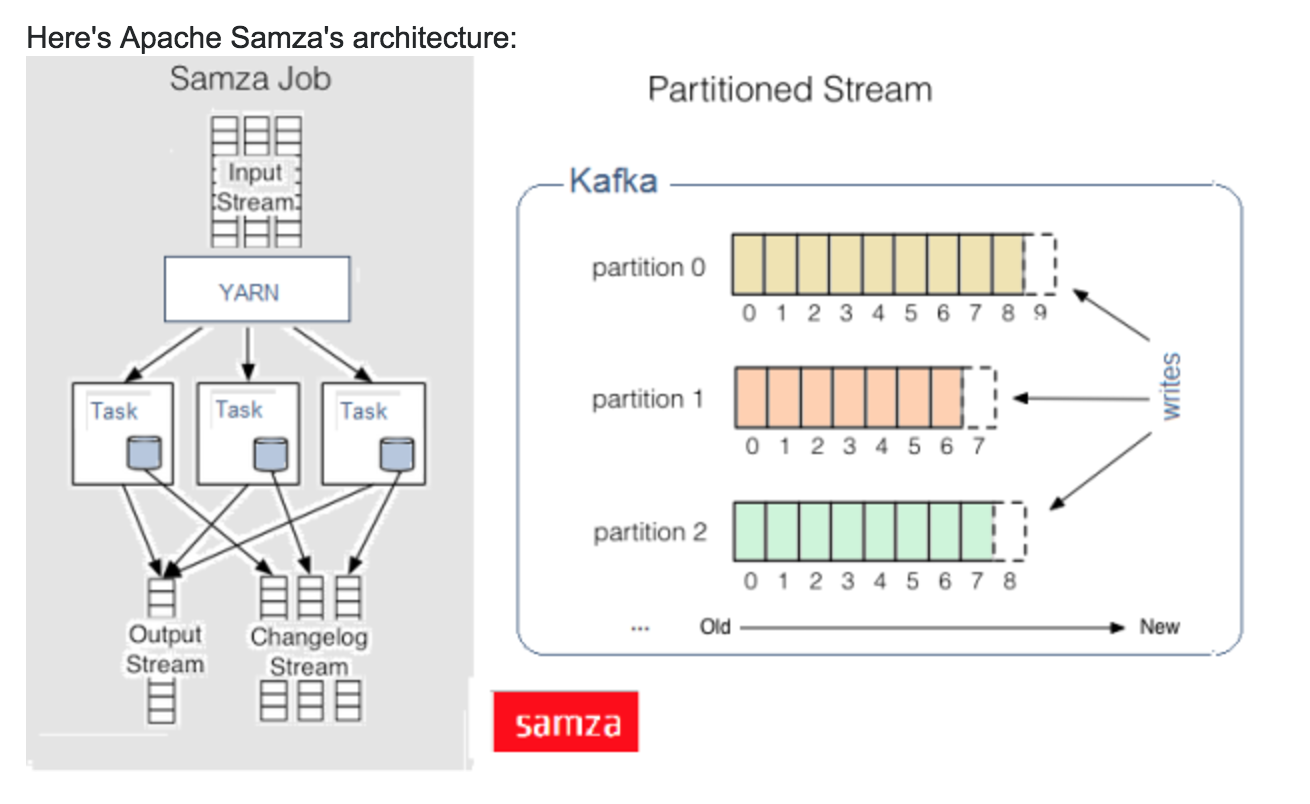 Here's Apache Samza's architecture:
Samza Job
Input
Stream
YARN
Task
Task
Task
Output
Stream
Changelog
Stream
Partitioned Stream
Kafka
partition 0
0 1 2 3 4 5 6 7 8 9
partition 1
0 1 2 3 4 5 6 7
partition 2
0 1 2 3 4 5 6 7 8
writes
... Old New
samza